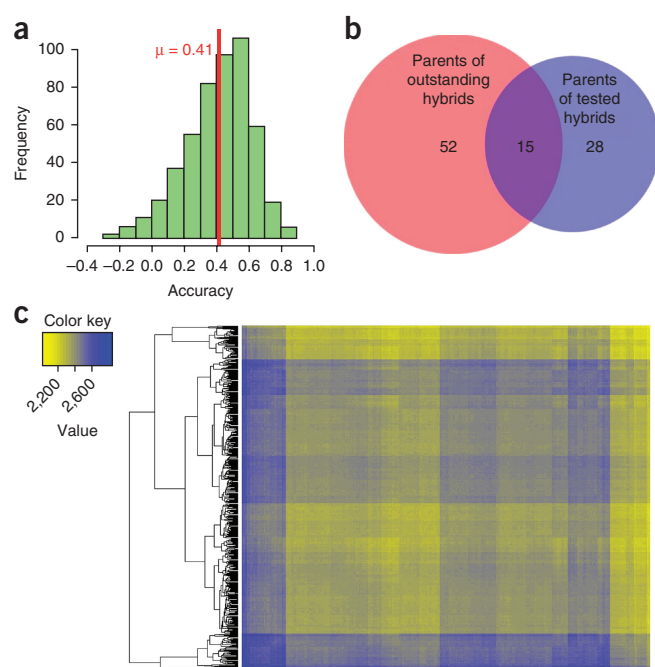 a
μ = 0.41
Frequency
100
80
60
40
20
0
−0.4 −0.2 0.0 0.2 0.4 0.6 0.8 1.0
Accuracy
b
Parents of
outstanding
hybrids
Parents
of tested
hybrids
52
15
28
c
Color key
2,200
2,600
Value